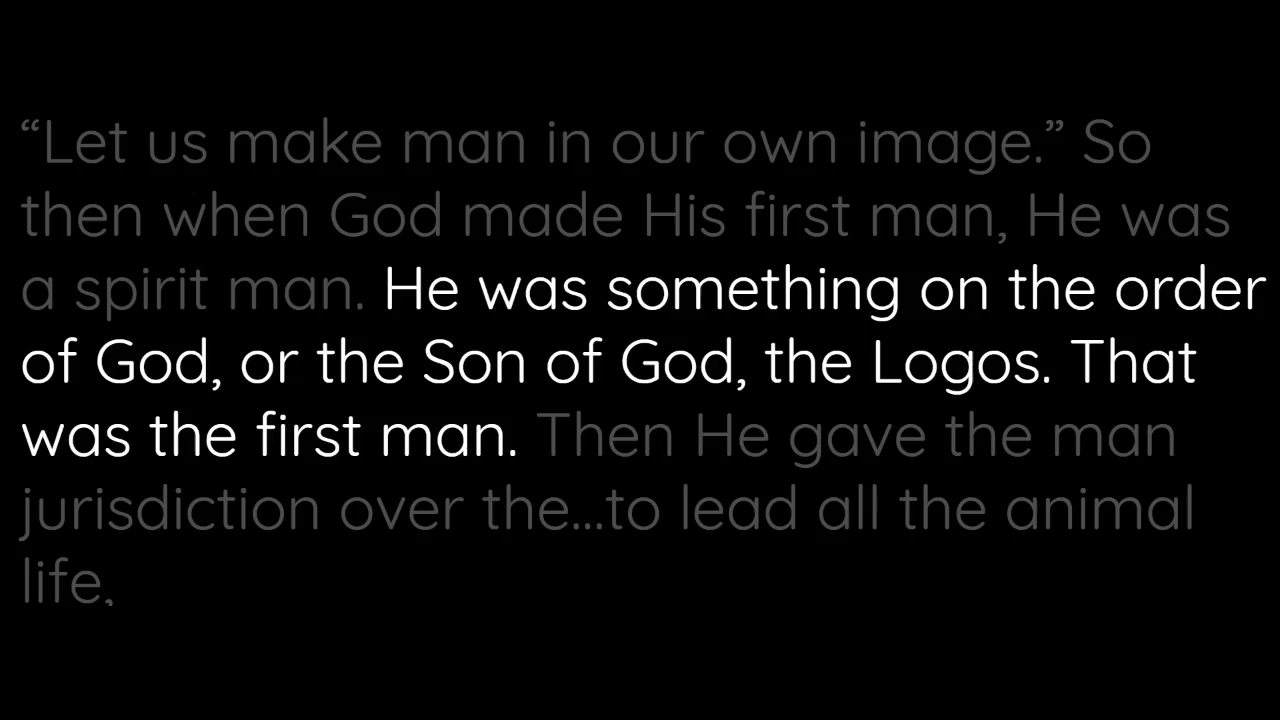 “Let us make man in our own image.” So
then when God made His first man, He was
a spirit man. He was something on the order
of God, or the Son of God, the Logos. That
was the first man. Then He gave the man
jurisdiction over the...to lead all the animal
life,